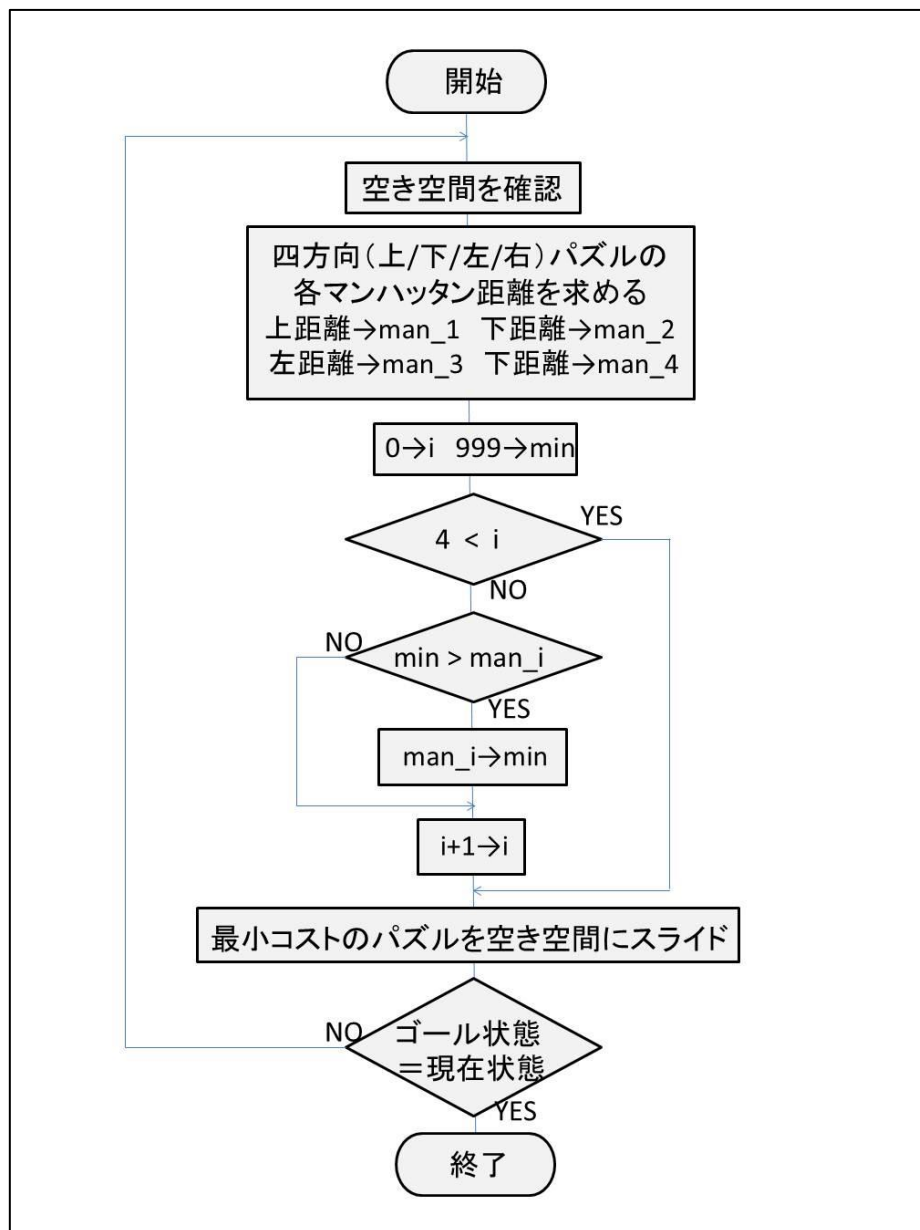 開始
空き空間を確認
四方向(上/下/左/右)パズルの
各マンハッタン距離を求める
上距離→man_1 下距離→man_2
左距離→man_3 下距離→man_4
0→i 999→min
4 < i
YES
NO
min > man_i
NO
YES
man_i→min
i+1→i
最小コストのパズルを空き空間にスライド
ゴール状態
=現在状態
NO
YES
終了